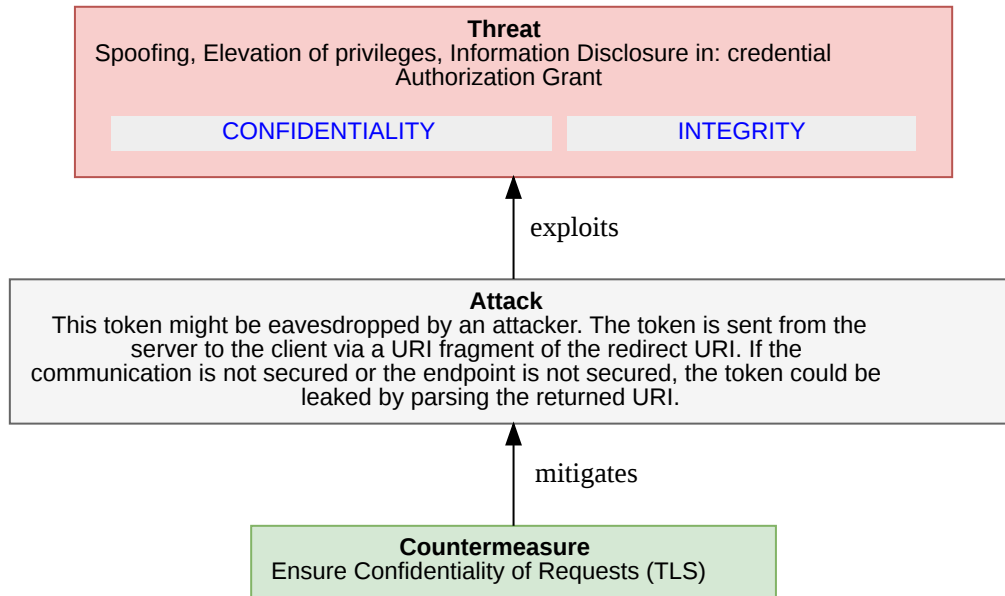 Threat
Spoofing, Elevation of privileges, Information Disclosure in: credential
Authorization Grant
CONFIDENTIALITY
INTEGRITY
exploits
Attack
This token might be eavesdropped by an attacker. The token is sent from the
server to the client via a URI fragment of the redirect URI. If the
communication is not secured or the endpoint is not secured, the token could be
leaked by parsing the returned URI.
mitigates
Countermeasure
Ensure Confidentiality of Requests (TLS)